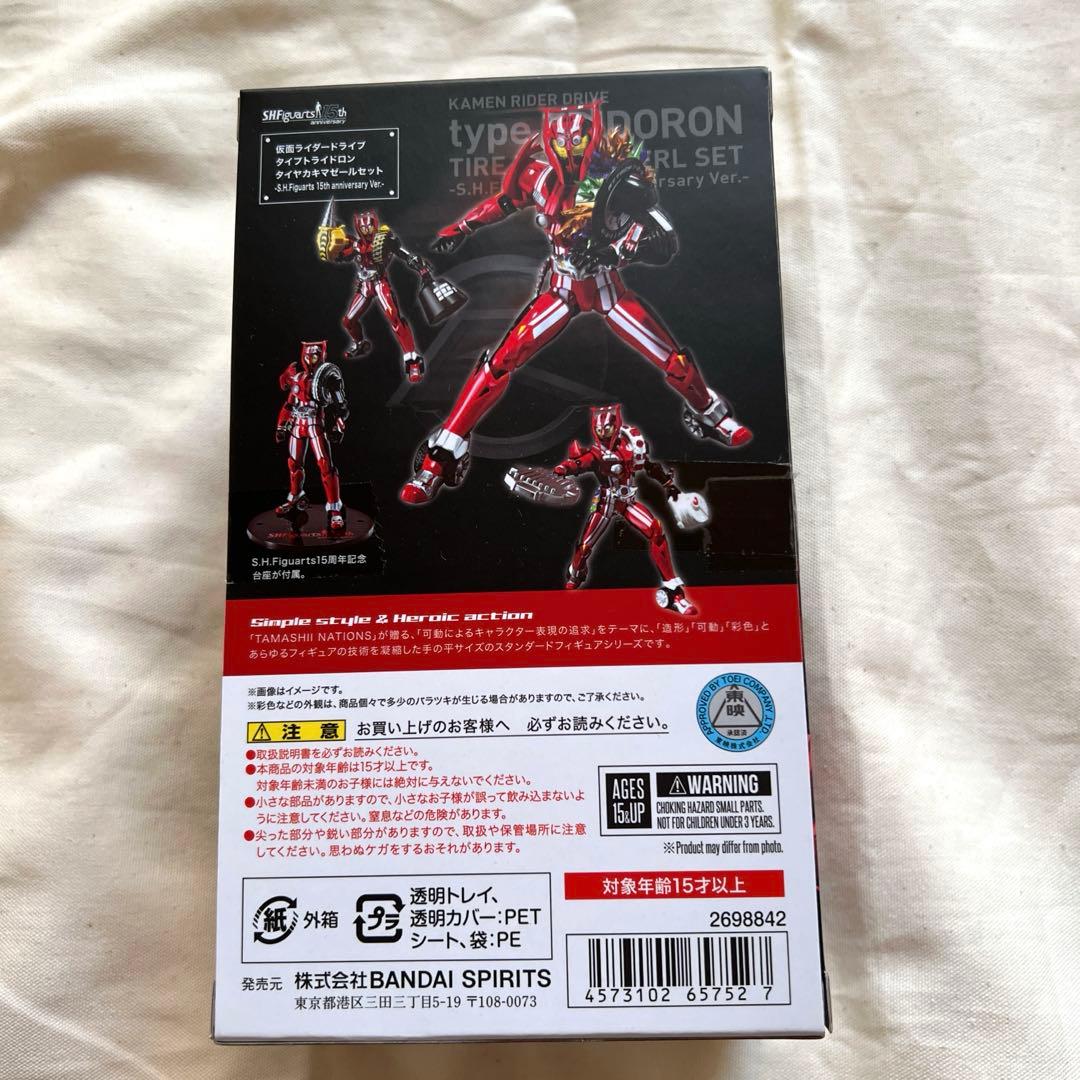 S.H.Figuarts 15th
anniversary
仮面ライダードライブ
タイプトライドロン
タイヤカキマゼールセット
-S.H.Figuarts 15th anniversary Ver.-
KAMEN RIDER DRIVE
type DORON
TIRE ERL SET
-S.H.F rsary Ver.-
S.H.Figuarts
S.H.Figuarts15周年記念
台座が付属。
Simple style & Heroic action
「TAMASHII NATIONS」が贈る、「可動によるキャラクター表現の追求」をテーマに、「造形」「可動」「彩色」と
あらゆるフィギュアの技術を凝縮した手の平サイズのスタンダードフィギュアシリーズです。
※画像はイメージです。
※彩色などの外観は、商品個々で多少のバラツキが生じる場合がありますので、ご了承ください。
注意 お買い上げのお客様へ 必ずお読みください。
●取扱説明書を必ずお読みください。
●本商品の対象年齢は15才以上です。
対象年齢未満のお子様には絶対に与えないでください。
●小さな部品がありますので、小さなお子様が誤って飲み込まないよ
うに注意してください。窒息などの危険があります。
●尖った部分や鋭い部分がありますので、取扱や保管場所に注意
してください。思わぬケガをするおそれがあります。
APPROVED BY TOEI COMPANY, LTD
東映
承認済
東映株式会社
AGES
15&UP
WARNING
CHOKING HAZARD SMALL PARTS.
NOT FOR CHILDREN UNDER 3 YEARS.
※Product may differ from photo.
紙 外箱
プラ
透明トレイ、
透明カバー:PET
シート、袋:PE
対象年齢15才以上
2698842
4573102 65752 7
発売元 株式会社BANDAI SPIRITS
東京都港区三田三丁目5-19 〒108-0073